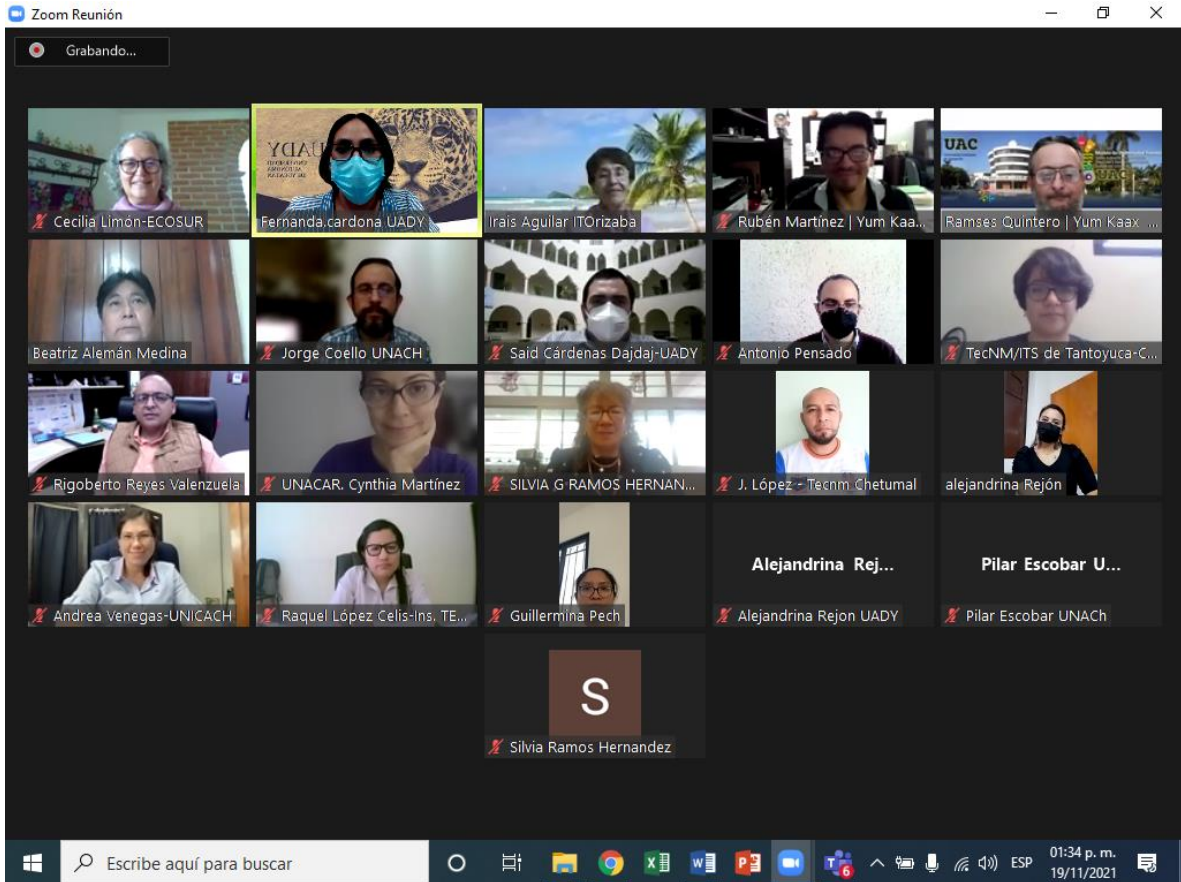 Zoom Reunión
Grabando...
Cecilia Limón-ECOSUR
UADY
Fernanda.cardona UADY
Irais Aguilar ITOrizaba
Rubén Martínez | Yum Kaa...
UAC
Ramses Quintero | Yum Kaax ...
Beatriz Alemán Medina
Jorge Coello UNACH
Said Cárdenas Dajdaj-UADY
Antonio Pensado
TecNM/ITS de Tantoyuca-C...
Rigoberto Reyes Valenzuela
UNACAR. Cynthia Martínez
SILVIA G RAMOS HERNAN...
J. López - Tecnm Chetumal
alejandrina Rejón
Andrea Venegas-UNICACH
Raquel López Celis-Ins. TE...
Guillermina Pech
Alejandrina Rej...
Alejandrina Rejon UADY
Pilar Escobar U...
Pilar Escobar UNACh
S
Silvia Ramos Hernandez
Escribe aquí para buscar
6
ESP
01:34 p. m.
19/11/2021